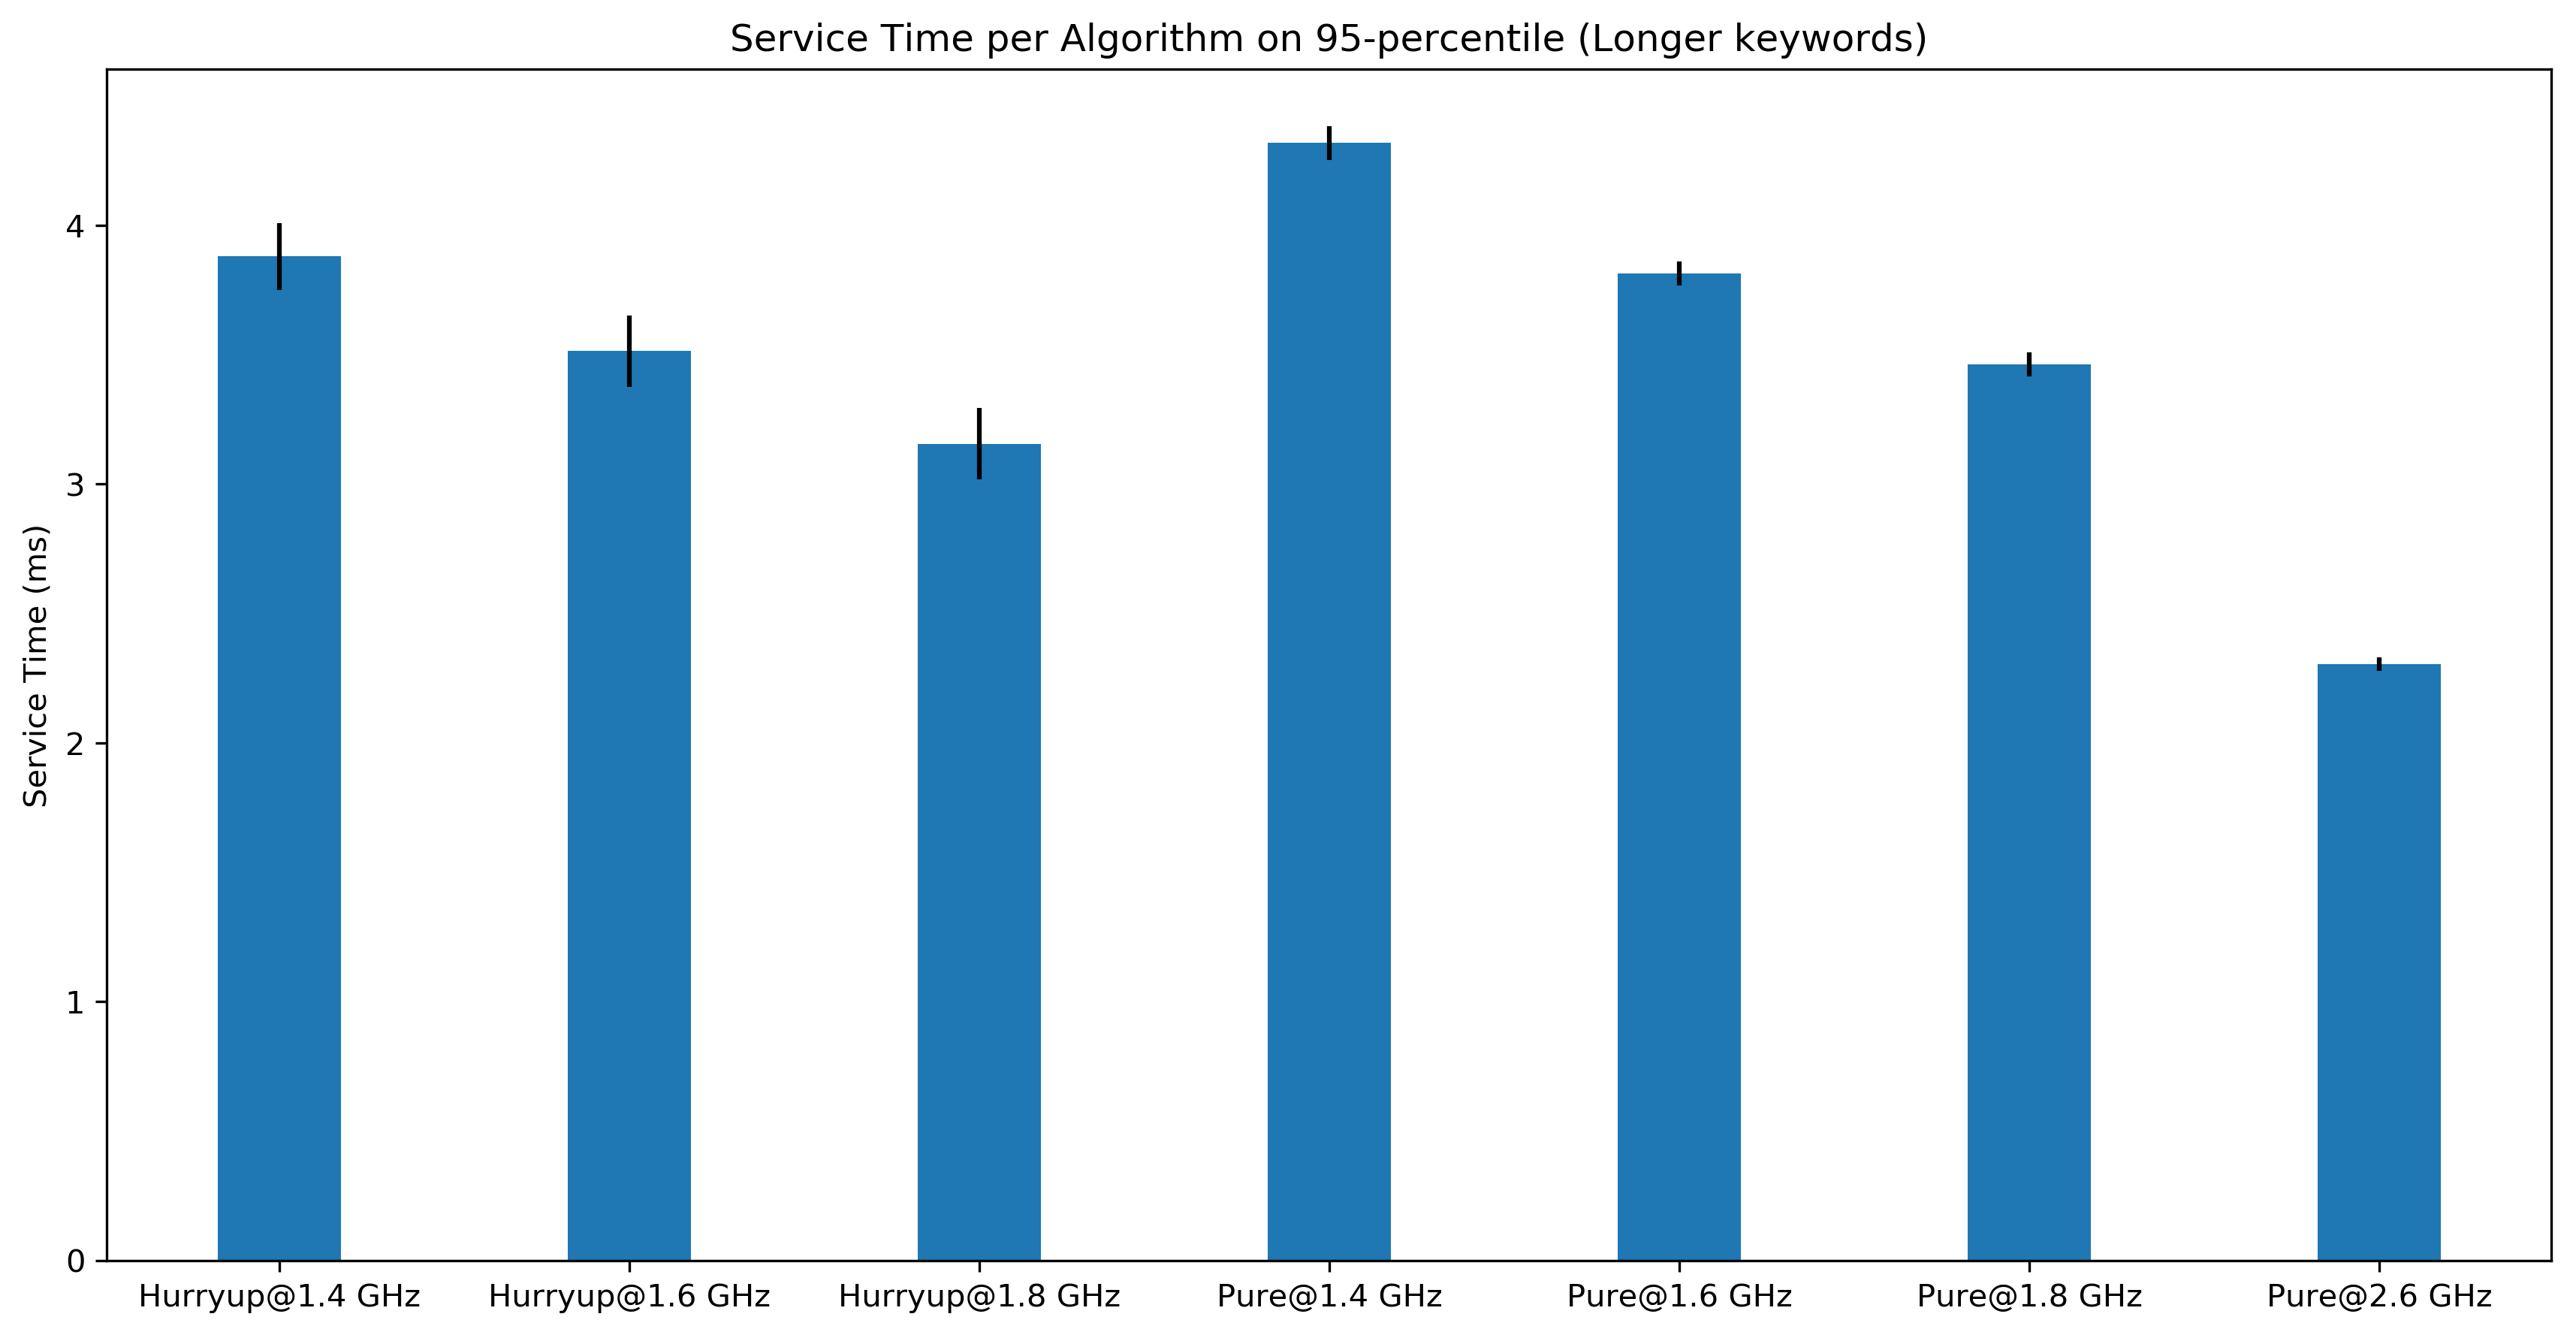 Service Time per Algorithm on 95-percentile (Longer keywords)
Service Time (ms)
4
3
2
1
0
Hurryup@1.4 GHz
Hurryup@1.6 GHz
Hurryup@1.8 GHz
Pure@1.4 GHz
Pure@1.6 GHz
Pure@1.8 GHz
Pure@2.6 GHz